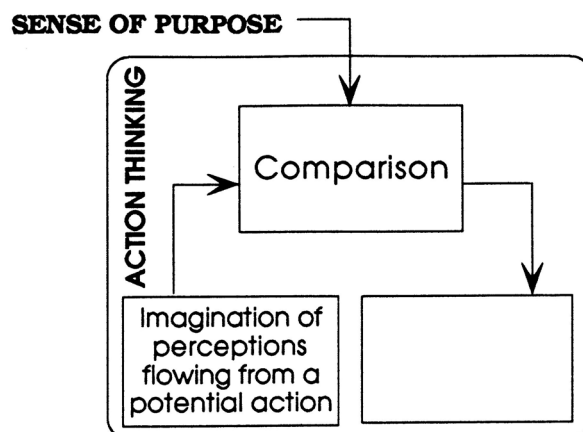 SENSE OF PURPOSE
ACTION THINKING
Comparison
Imagination of
perceptions
flowing from a
potential action